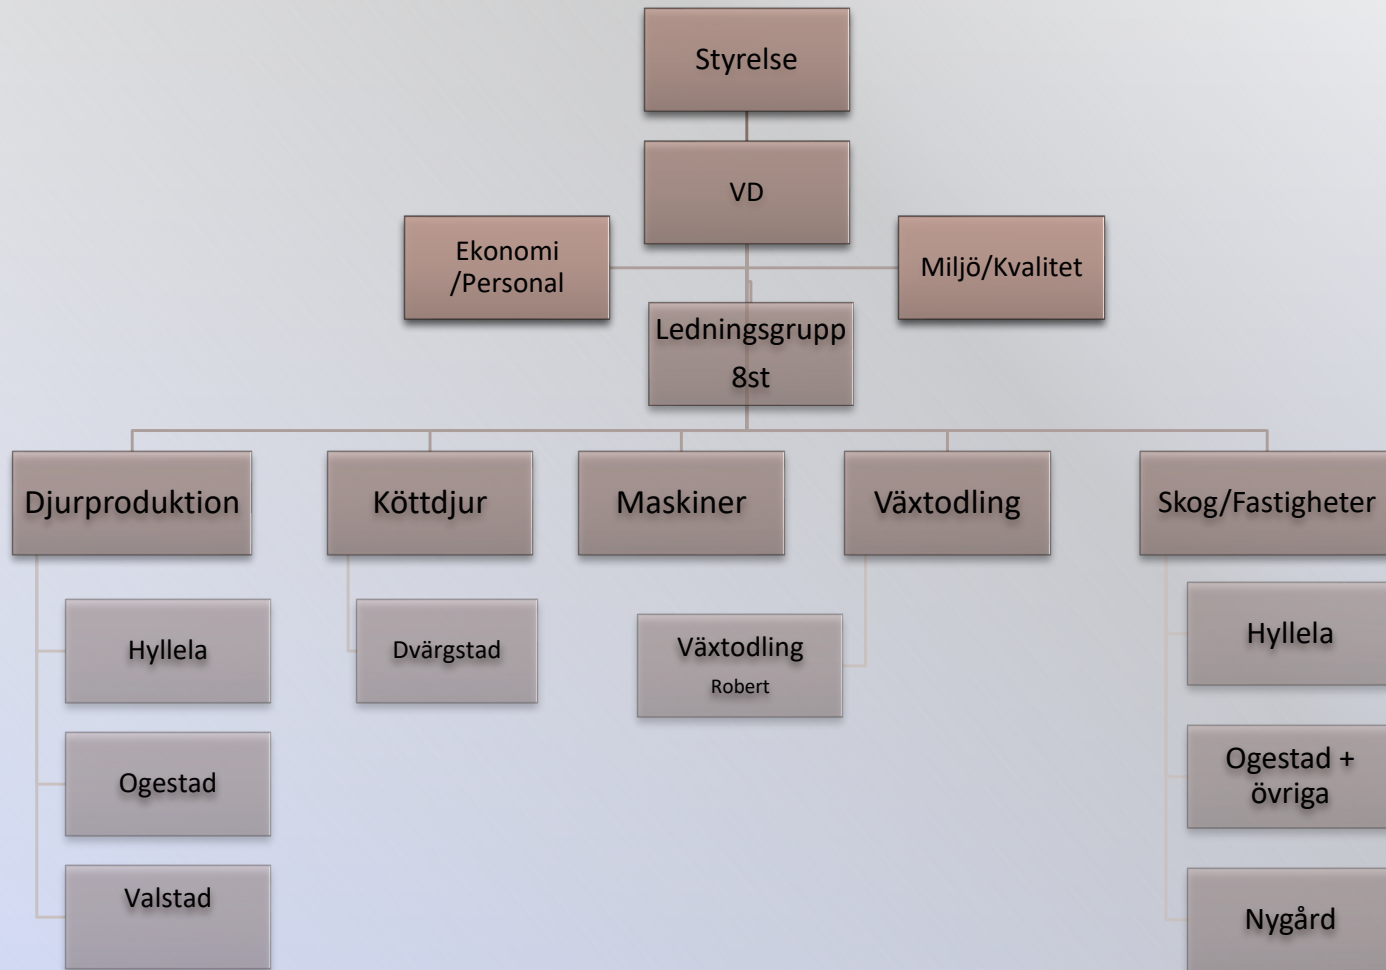 Styrelse
VD
Ekonomi
/Personal
Miljö/Kvalitet
Ledningsgrupp
8st
Djurproduktion
Köttdjur
Maskiner
Växtodling
Skog/Fastigheter
Hyllela
Ogestad
Valstad
Dvärgstad
Växtodling
Robert
Hyllela
Ogestad +
övriga
Nygård